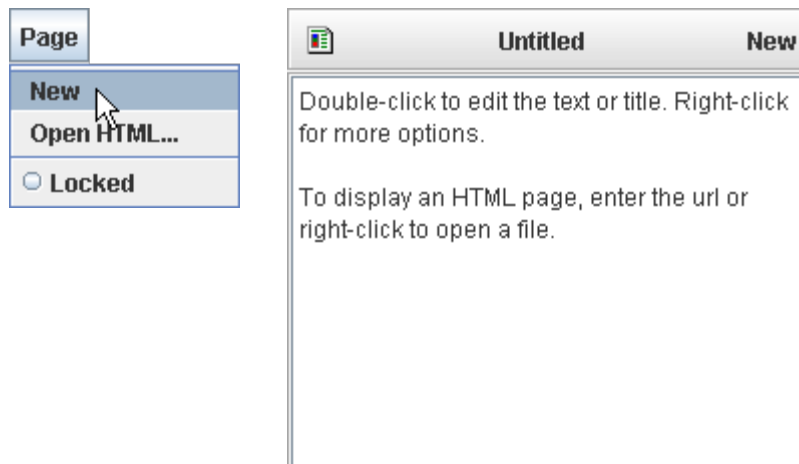 Page
New
Open HTML...
Locked
Untitled
New
Double-click to edit the text or title. Right-click
for more options.
To display an HTML page, enter the url or
right-click to open a file.